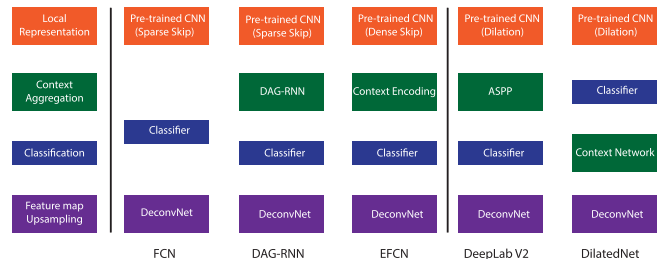 Local
Representation
Pre-trained CNN
(Sparse Skip)
Pre-trained CNN
(Sparse Skip)
Pre-trained CNN
(Dense Skip)
Pre-trained CNN
(Dilation)
Pre-trained CNN
(Dilation)
Context
Aggregation
DAG-RNN
Context Encoding
ASPP
Classifier
Classifier
Classification
Classifier
Classifier
Classifier
Context Network
Feature map
Upsampling
DeconvNet
DeconvNet
DeconvNet
DeconvNet
DeconvNet
FCN
DAG-RNN
EFCN
DeepLab V2
DilatedNet